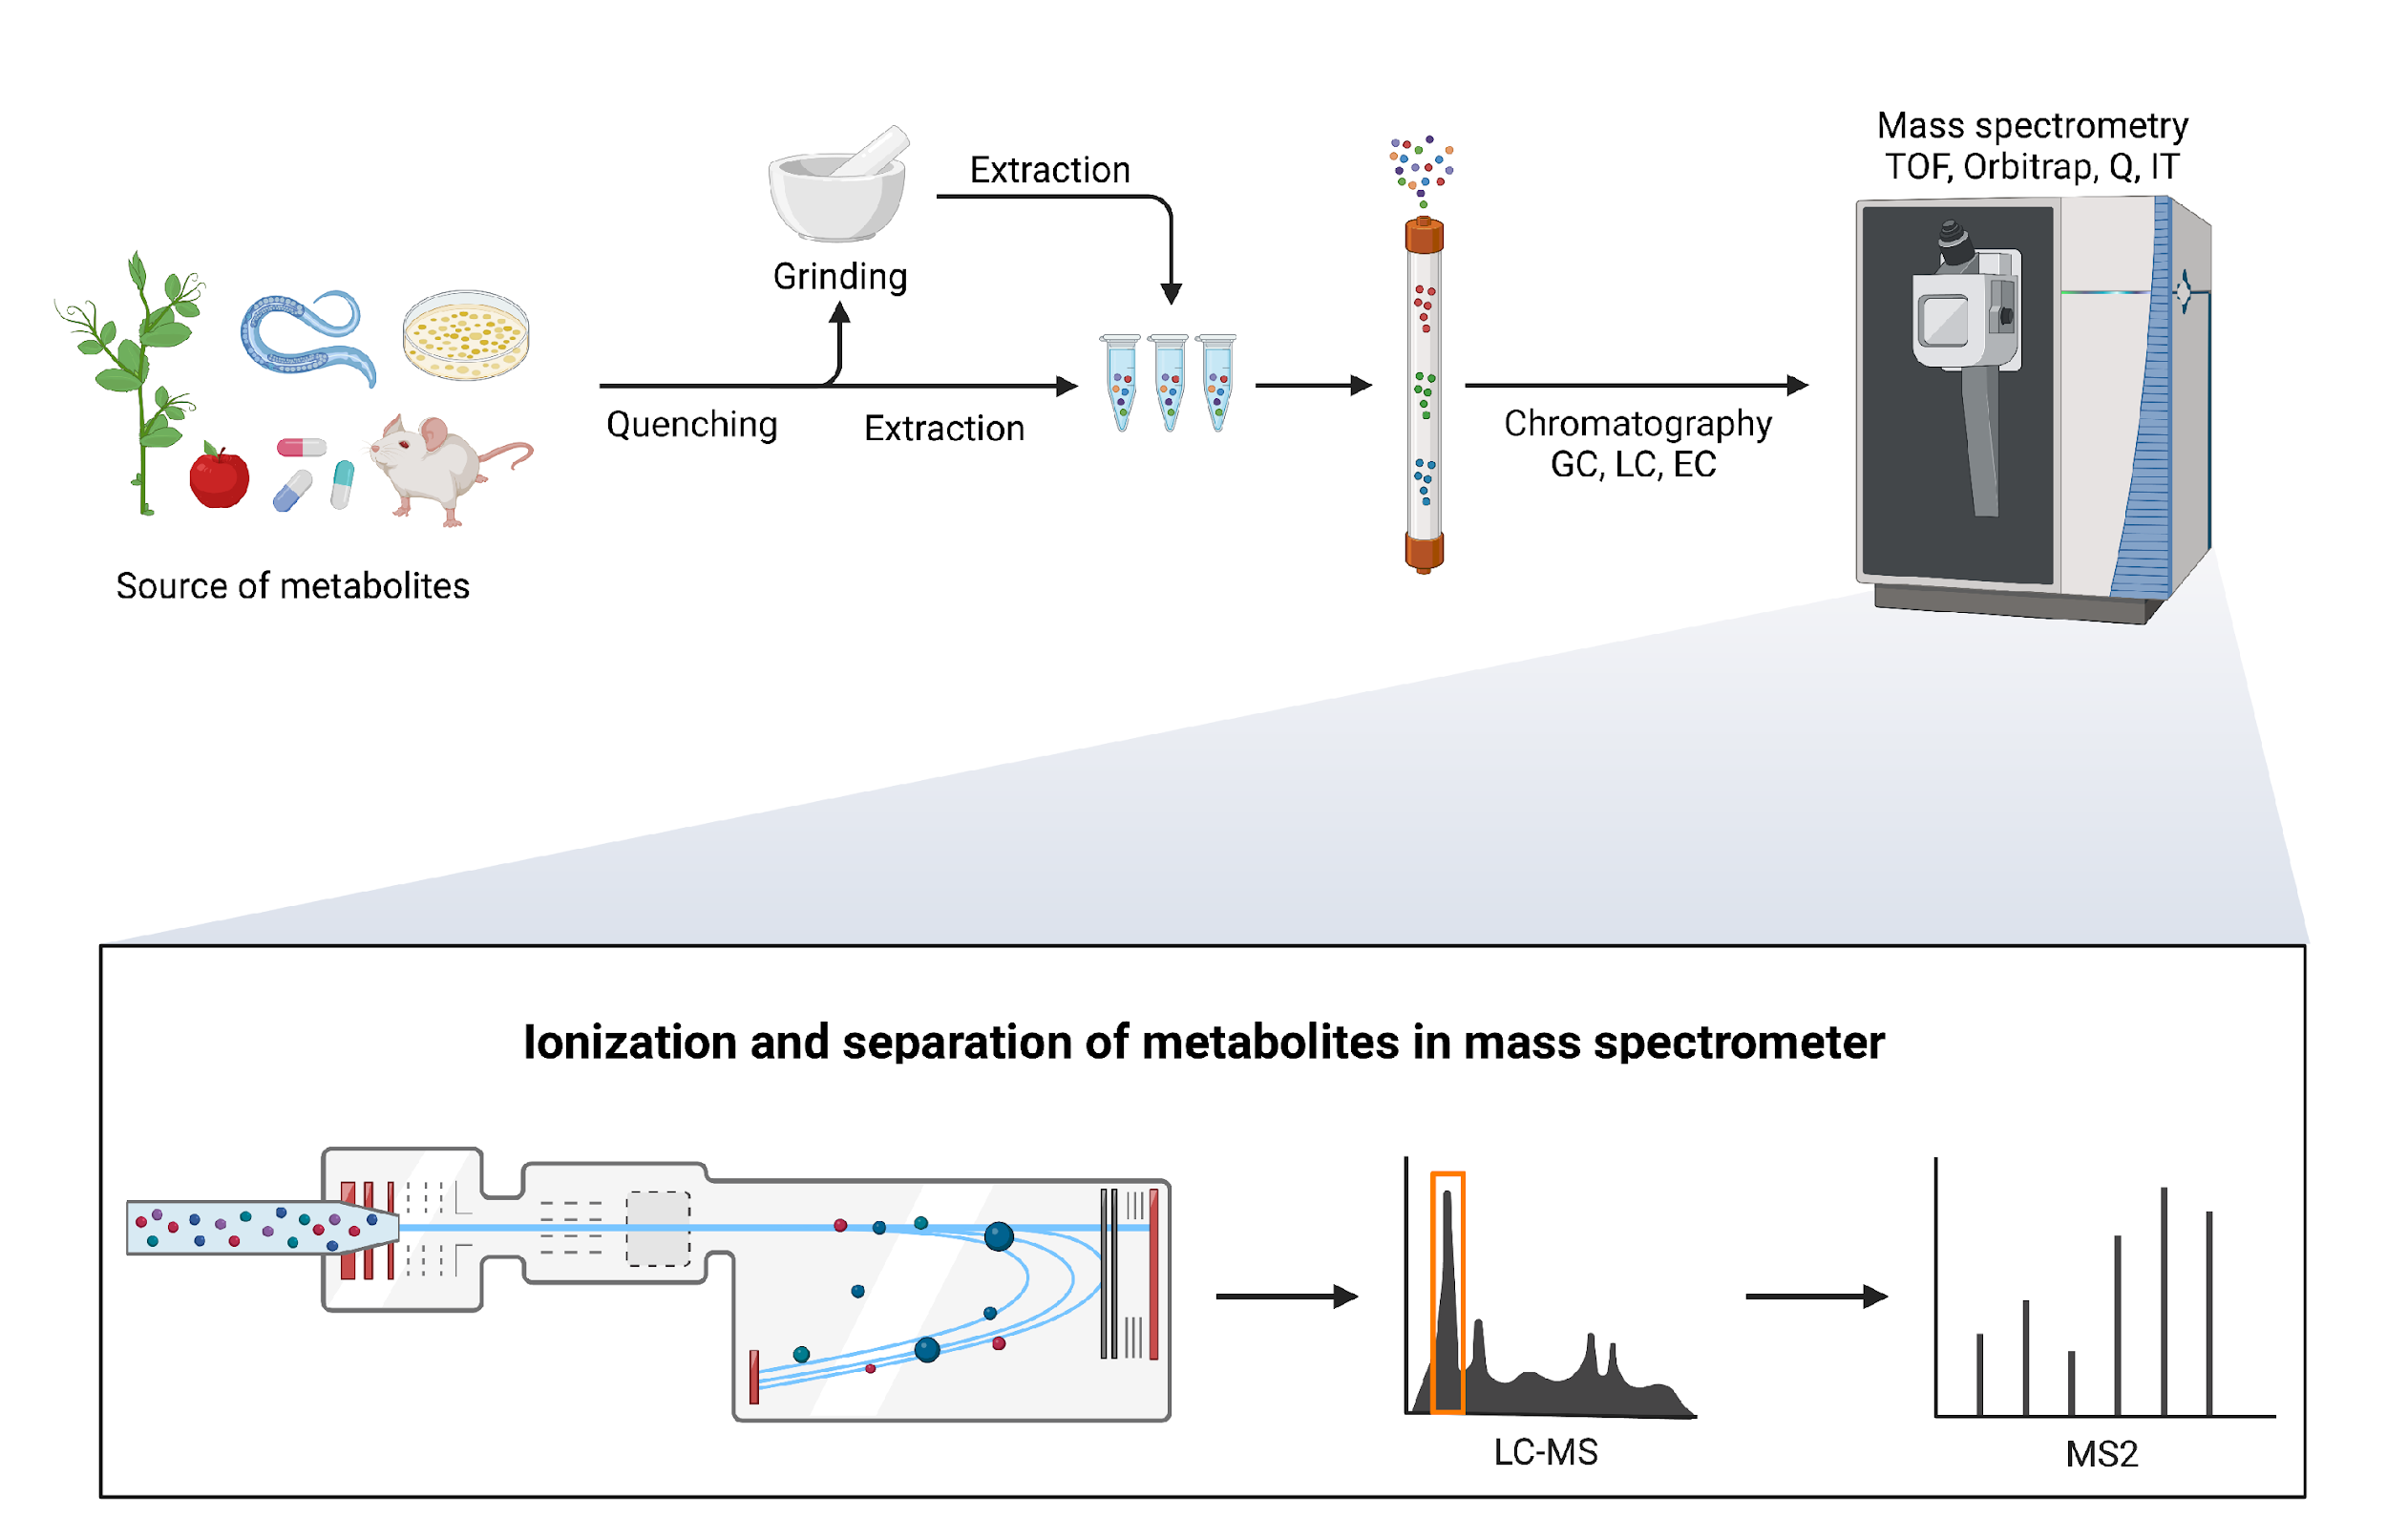 Mass spectrometry
TOF, Orbitrap, Q, IT
Extraction
Grinding
Quenching
Extraction
Chromatography
GC, LC, EC
Source of metabolites
Ionization and separation of metabolites in mass spectrometer
LC-MS
MS2